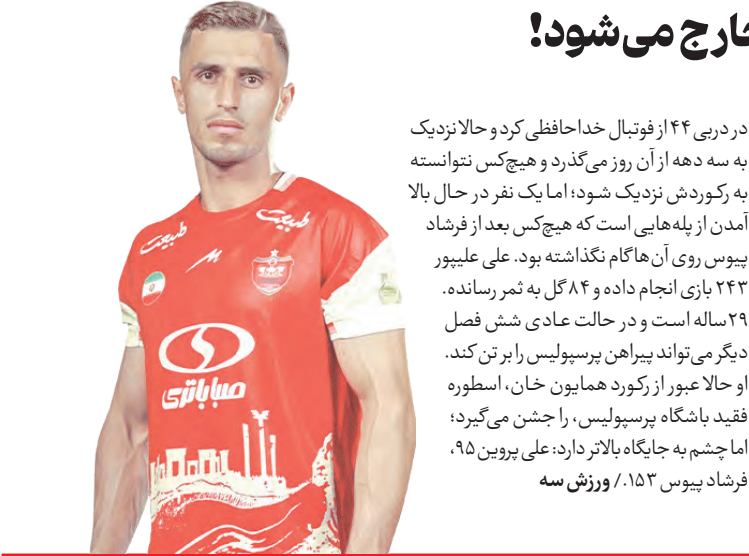 خارج می‌شود!
در دربی ۴۴ از فوتبال خداحافظی کرد و حالا نزدیک
به سه دهه از آن روز می‌گذرد و هیچ‌کس نتوانسته
به رکوردش نزدیک شود؛ اما یک نفر در حال بالا
آمدن از پله‌هایی است که هیچ‌کس بعد از فرشاد
پیوس روی آن‌ها گام نگذاشته بود. علی علیپور
۲۴۳ بازی انجام داده و ۸۴ گل به ثمر رسانده.
۲۹ساله است و در حالت عادی شش فصل
دیگر می‌تواند پیراهن پرسپولیس را بر تن کند.
او حالا عبور از رکورد همایون خان، اسطوره
فقید باشگاه پرسپولیس، را جشن می‌گیرد؛
اما چشم به جایگاه بالاتر دارد: علی پروین ۹۵،
فرشاد پیوس ۱۵۳./ ورزش سه
طبیعت
طبیعت
صباباتری